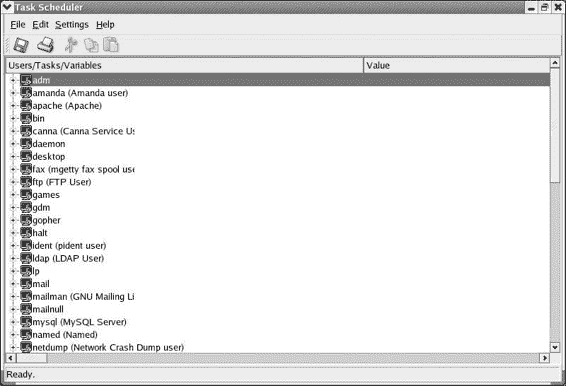 Task Scheduler
File Edit Settings Help
Users/Tasks/Variables Value
adm
amanda (Amanda user)
apache (Apache)
bin
canna (Canna Service Us
daemon
desktop
fax (mgetty fax spool use
ftp (FTP User)
games
gdm
gopher
halt
ident (pident user)
ldap (LDAP User)
lp
mail
mailman (GNU Mailing Li
mailnull
mysql (MySQL Server)
named (Named)
netdump (Network Crash Dump user)
Ready.